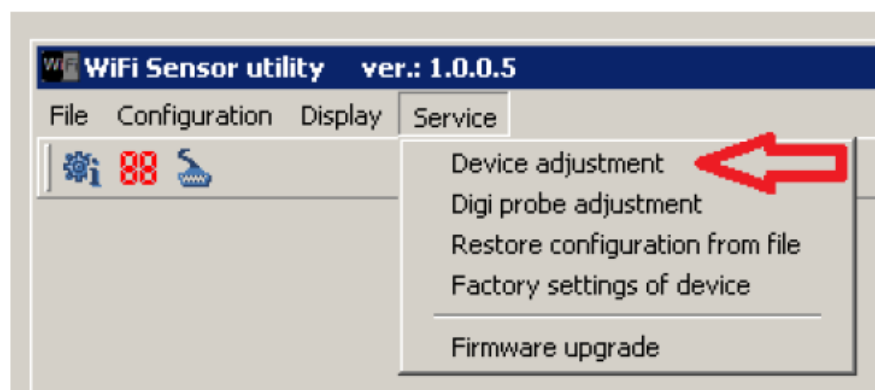 WiFi WiFi Sensor utility ver.: 1.0.0.5
File Configuration Display Service
88
Device adjustment
Digi probe adjustment
Restore configuration from file
Factory settings of device
Firmware upgrade